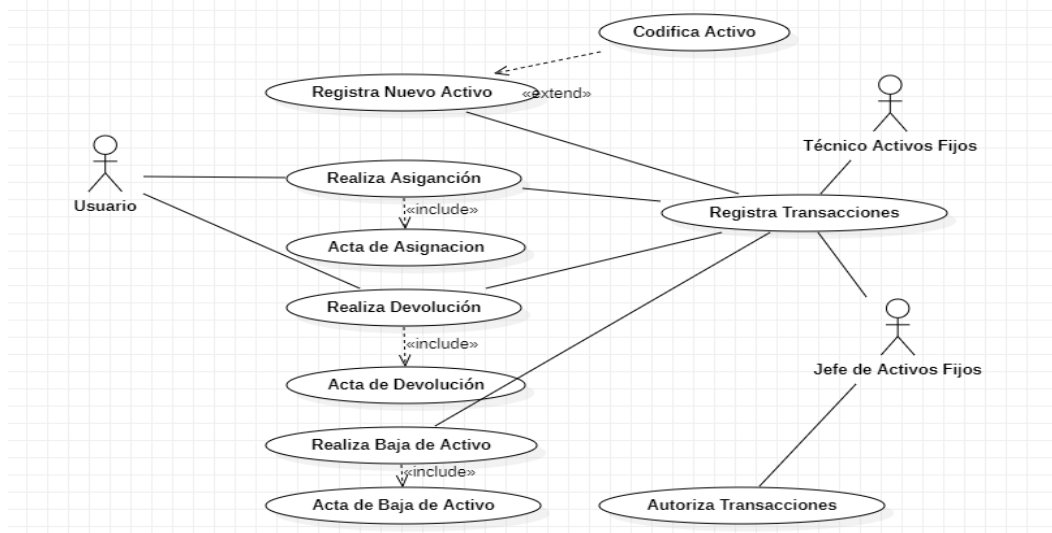 Codifica Activo
Registra Nuevo Activo
«extend»
Técnico Activos Fijos
Realiza Asigancíón
Usuario
«include»
Registra Transacciones
Acta de Asignacion
Realiza Devolución
«include»
Jefe de Activos Fijos
Acta de Devolución
Realiza Baja de Activo
«include»
Acta de Baja de Activo
Autoriza Transacciones